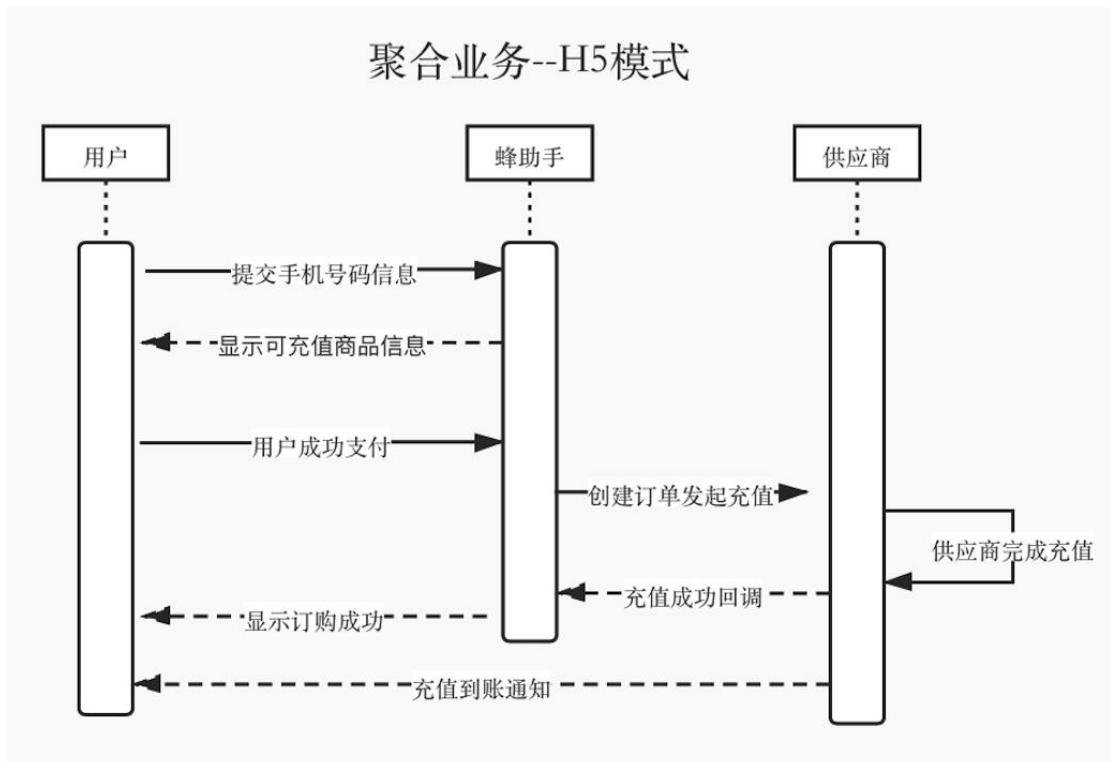 聚合业务--H5模式
用户
蜂助手
供应商
提交手机号码信息
显示可充值商品信息
用户成功支付
创建订单发起充值
供应商完成充值
充值成功回调
显示订购成功
充值到账通知